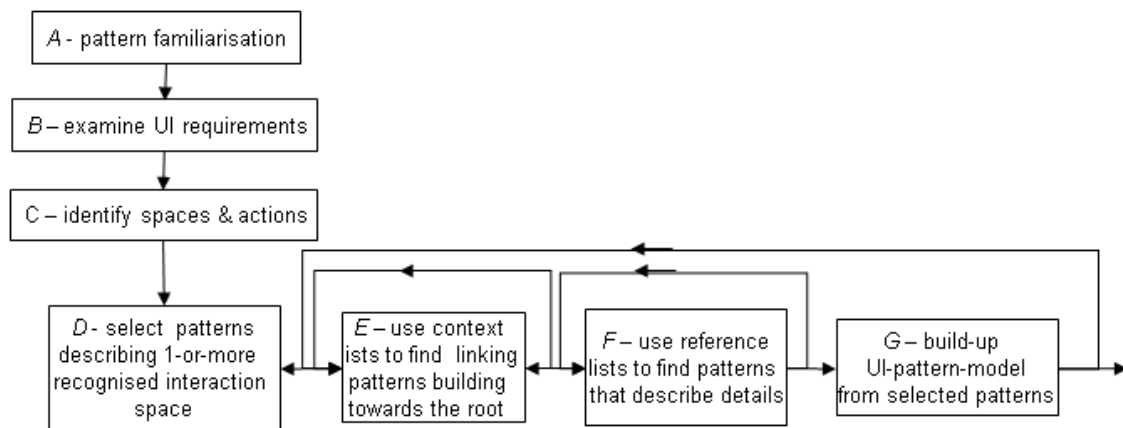 A - pattern familiarisation
B – examine UI requirements
C – identify spaces & actions
D - select patterns
describing 1-or-more
recognised interaction
space
E – use context
ists to find linking
patterns building
towards the root
F – use reference
lists to find patterns
that describe details
G – build-up
UI-pattern-model
from selected patterns